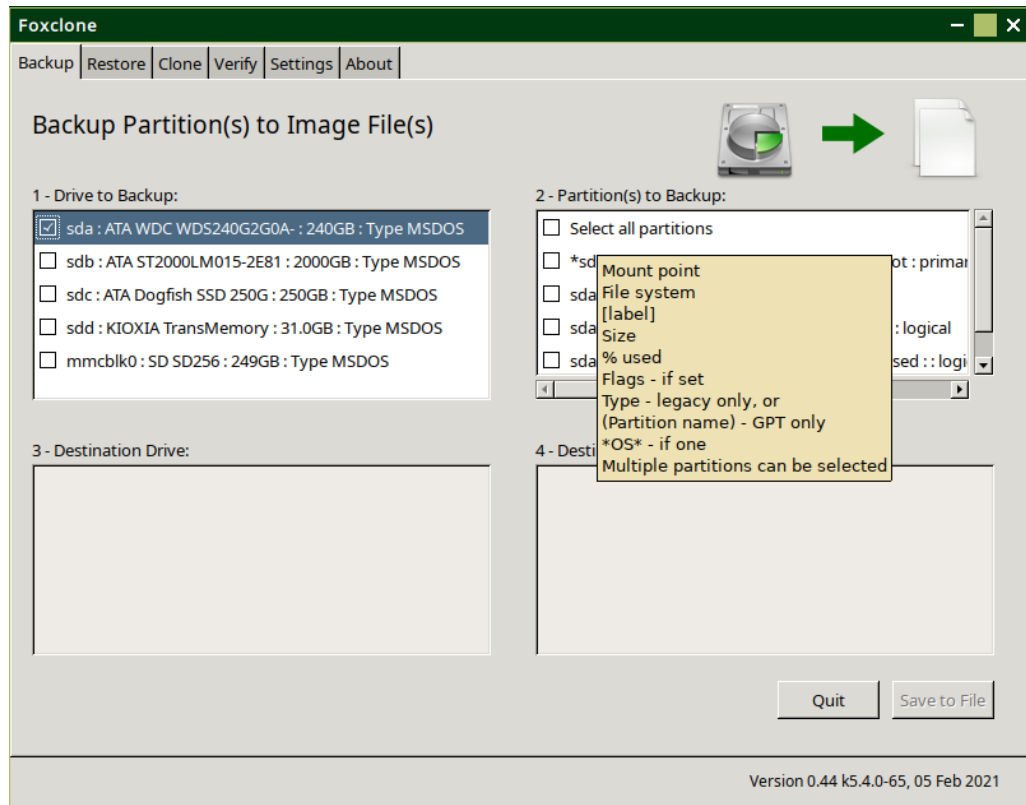 Foxclone
Backup Restore Clone Verify Settings About
Backup Partition(s) to Image File(s)
1 - Drive to Backup:
sda : ATA WDC WDS240G2G0A- : 240GB : Type MSDOS
sdb : ATA ST2000LM015-2E81 : 2000GB : Type MSDOS
sdc : ATA Dogfish SSD 250G : 250GB : Type MSDOS
sdd : KIOXIA TransMemory : 31.0GB : Type MSDOS
mmcblk0 : SD SD256 : 249GB : Type MSDOS
2 - Partition(s) to Backup:
Select all partitions
*sd
sda
sda : logical
sda
Mount point
File system
[label]
Size
% used
Flags - if set
Type - legacy only, or
(Partition name) - GPT only
*OS* - if one
Multiple partitions can be selected
3 - Destination Drive:
4 -
Quit Save to File
Version 0.44 k5.4.0-65, 05 Feb 2021